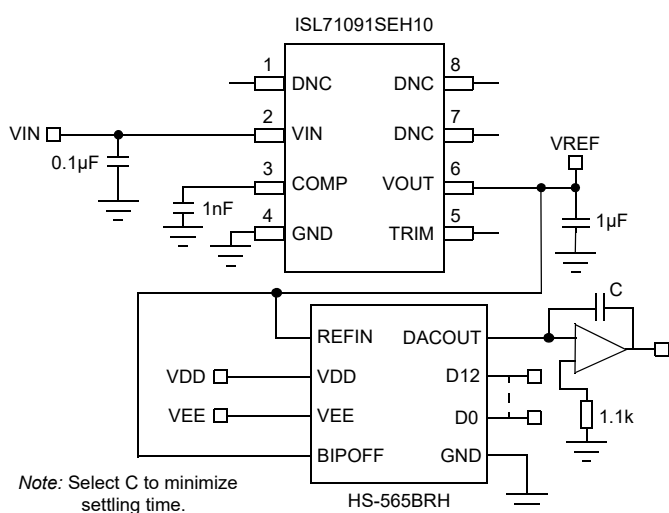 ISL71091SEH10
1 DNC DNC 8
VIN 2 VIN DNC 7
0.1µF
VREF
3 COMP VOUT 6
1nF
1µF
4 GND TRIM 5
C
REFIN DACOUT
VDD VDD D12
VEE VEE D0
1.1k
BIPOFF GND
Note: Select C to minimize
settling time.
HS-565BRH